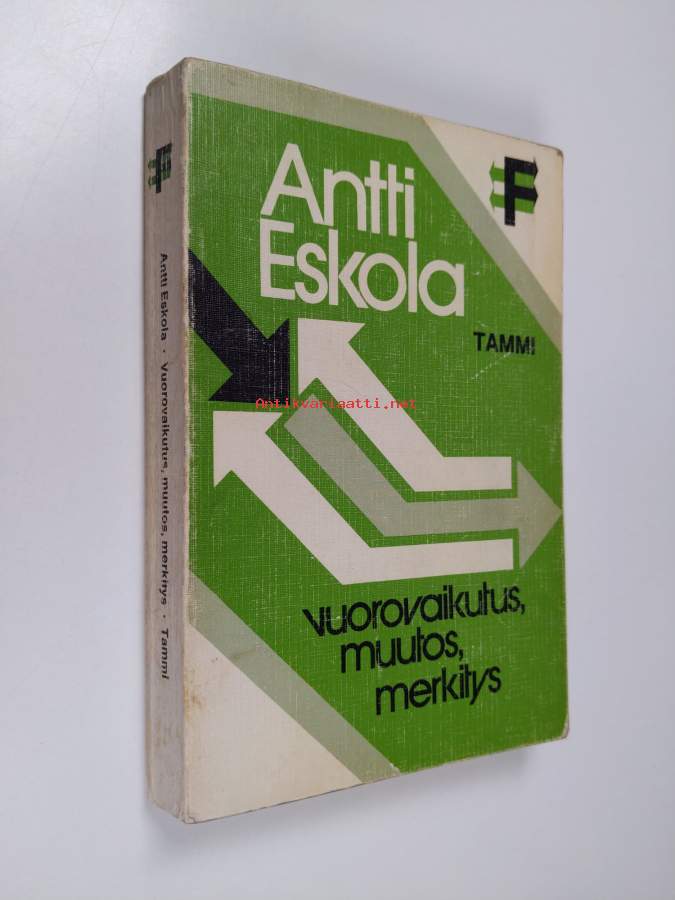 Antti
Eskola
F
TAMMI
Antikvariaatti.net
vuorovaikutus,
muutos,
merkitys
F
Antti Eskola · Vuorovaikutus, muutos, merkitys · Tammi